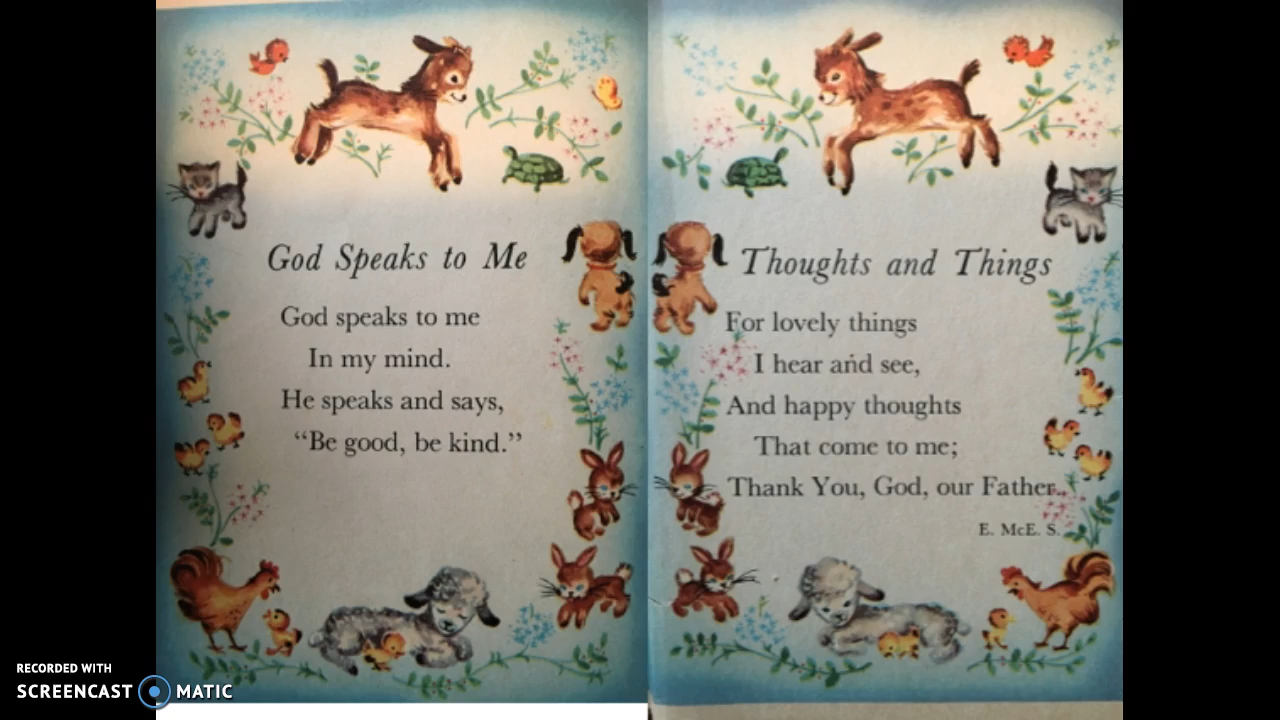 God Speaks to Me
God speaks to me
In my mind.
He speaks and says,
“Be good, be kind.”
Thoughts and Things
For lovely things
I hear and see,
And happy thoughts
That come to me;
Thank You, God, our Father.
E. McE. S.
RECORDED WITH
SCREENCAST MATIC